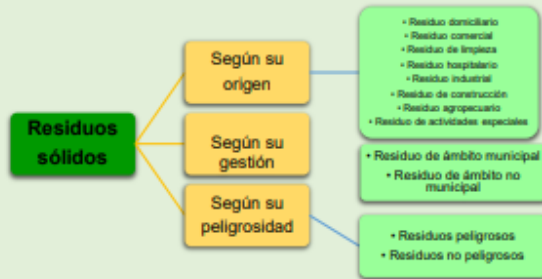 Residuos
sólidos
Según su
origen
• Residuo domiciliario
• Residuo comercial
• Residuo de limpieza
• Residuo hospitalario
• Residuo industrial
• Residuo de construcción
• Residuo agropecuario
• Residuo de actividades especiales
Según su
gestión
• Residuo de ámbito municipal
• Residuo de ámbito no
municipal
Según su
peligrosidad
• Residuos peligrosos
• Residuos no peligrosos